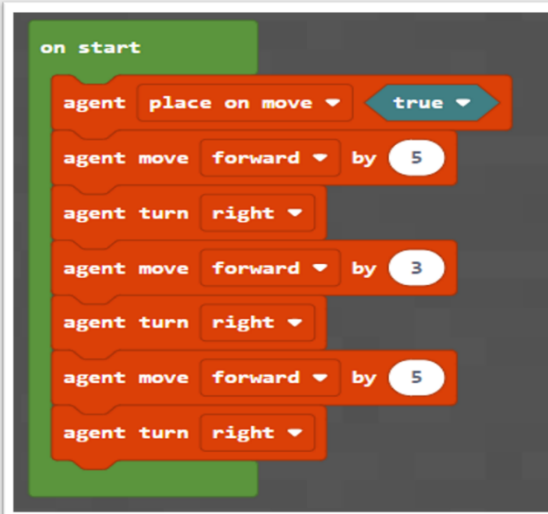 on start
agent place on move true
agent move forward by 5
agent turn right
agent move forward by 3
agent turn right
agent move forward by 5
agent turn right